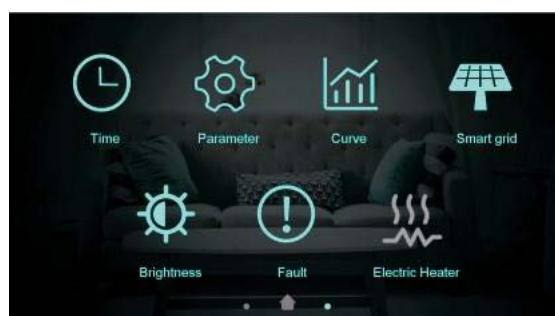 Time
Parameter
Curve
Smart grid
Brightness
Fault
Electric Heater